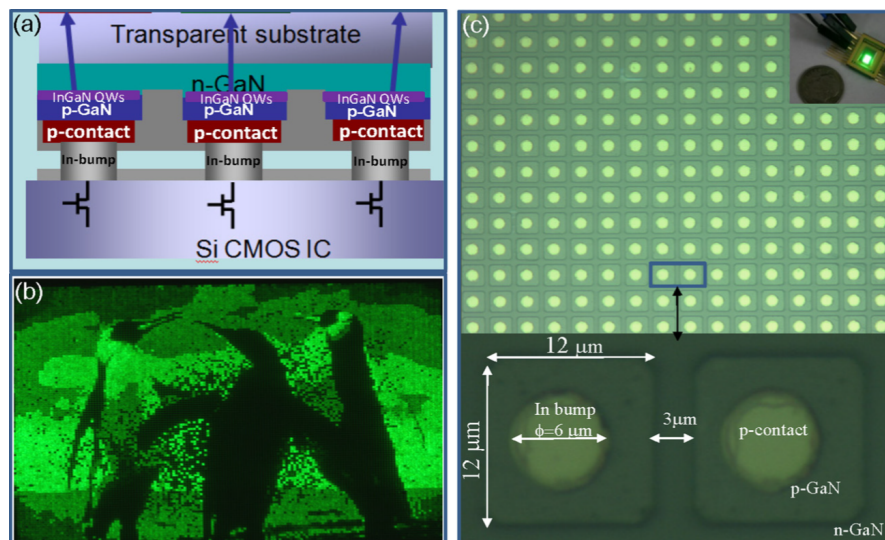 (a)
Transparent substrate
n-GaN
InGaN QWs
InGaN QWs
InGaN QWs
p-GaN
p-GaN
p-GaN
p-contact
p-contact
p-contact
In-bump
In-bump
In-bump
Si CMOS IC
(b)
(c)
12 μm
12 μm
In bump
ϕ=6 μm
3μm
p-contact
p-GaN
n-GaN